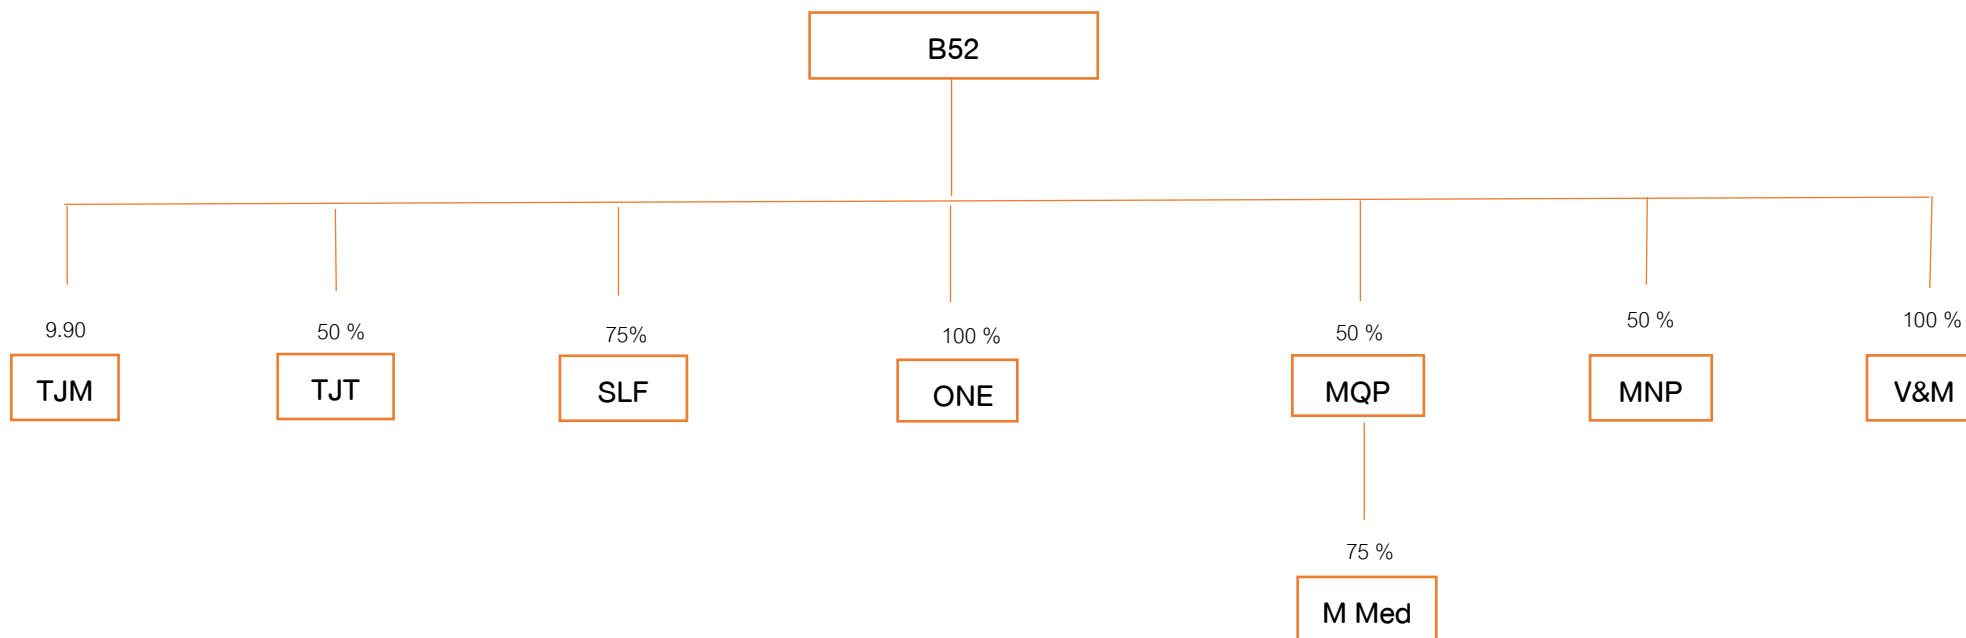 B52
9.90
50 %
75%
100 %
50 %
50 %
100 %
TJM
TJT
SLF
ONE
MQP
MNP
V&M
75 %
M Med